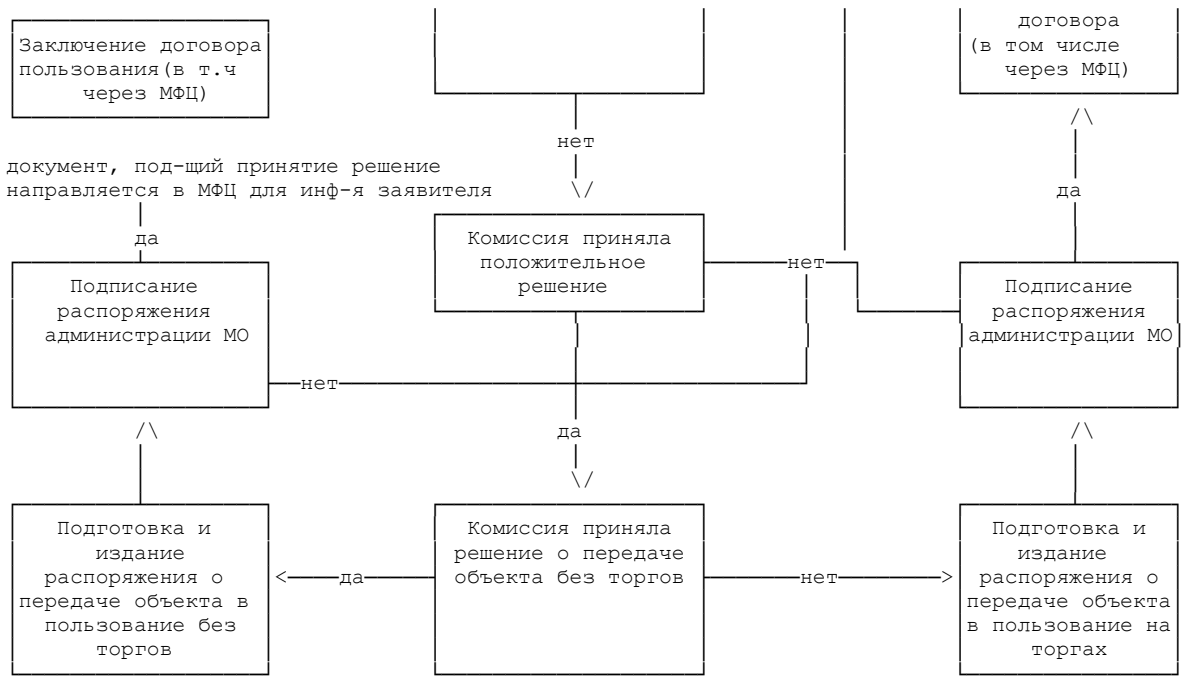 Заключение договора
пользования(в т.ч
через МФЦ)
договора
(в том числе
через МФЦ)
нет
документ, под-щий принятие решение
направляется в МФЦ для инф-я заявителя
да
да
Комиссия приняла
положительное
решение
нет
Подписание
распоряжения
администрации МО
Подписание
распоряжения
администрации МО
нет
да
Подготовка и
издание
распоряжения о
передаче объекта в
пользование без
торгов
да
Комиссия приняла
решение о передаче
объекта без торгов
нет
Подготовка и
издание
распоряжения о
передаче объекта
в пользование на
торгах